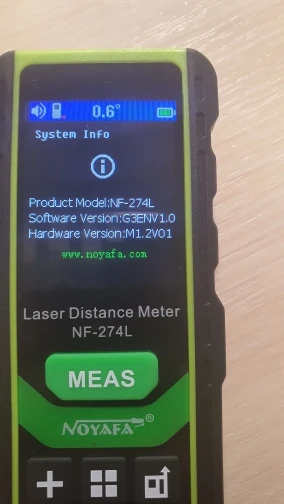 0.6°
System Info
Product Model:NF-274L
Software Version:G3ENV1.0
Hardware Version:M1.2V01
www.noyafa.com
Laser Distance Meter
NF-274L
MEAS
NOYAFA®